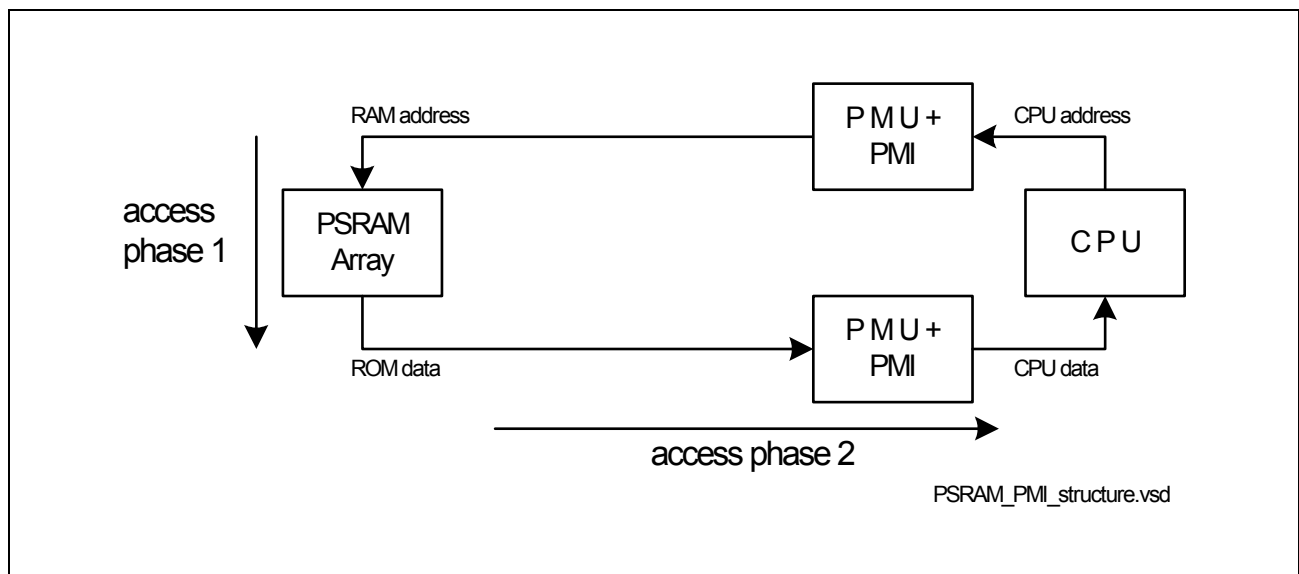 RAM address
PMU+
PMI
CPU address
access
phase 1
PSRAM
Array
CPU
ROM data
PMU+
PMI
CPU data
access phase 2
PSRAM_PMI_structure.vsd